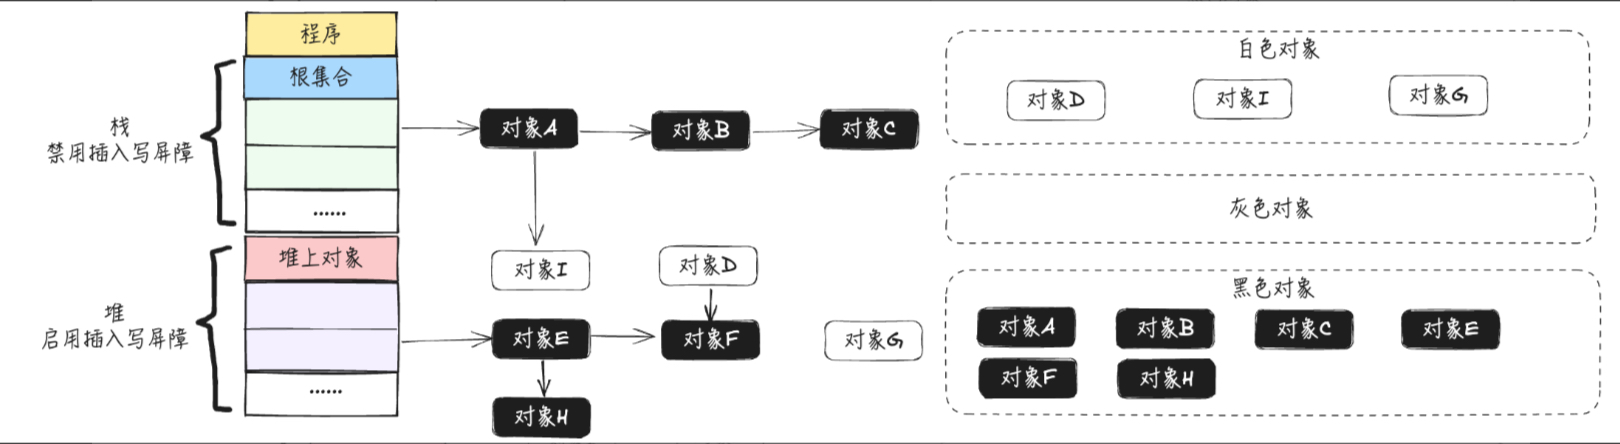 程序
根集合
栈
禁用插入写屏障
......
堆上对象
堆
启用插入写屏障
......
对象A
对象B
对象C
对象I
对象D
对象E
对象F
对象G
对象H
白色对象
对象D
对象I
对象G
灰色对象
黑色对象
对象A
对象B
对象C
对象E
对象F
对象H